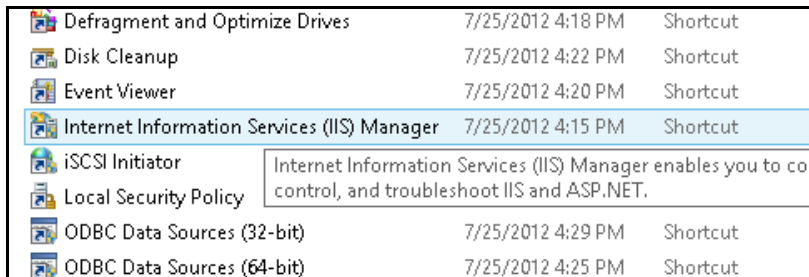 Defragment and Optimize Drives 7/25/2012 4:18 PM Shortcut
Disk Cleanup 7/25/2012 4:22 PM Shortcut
Event Viewer 7/25/2012 4:20 PM Shortcut
Internet Information Services (IIS) Manager 7/25/2012 4:15 PM Shortcut
iSCSI Initiator
Internet Information Services (IIS) Manager enables you to co
control, and troubleshoot IIS and ASP.NET.
Local Security Policy
ODBC Data Sources (32-bit) 7/25/2012 4:29 PM Shortcut
ODBC Data Sources (64-bit) 7/25/2012 4:25 PM Shortcut